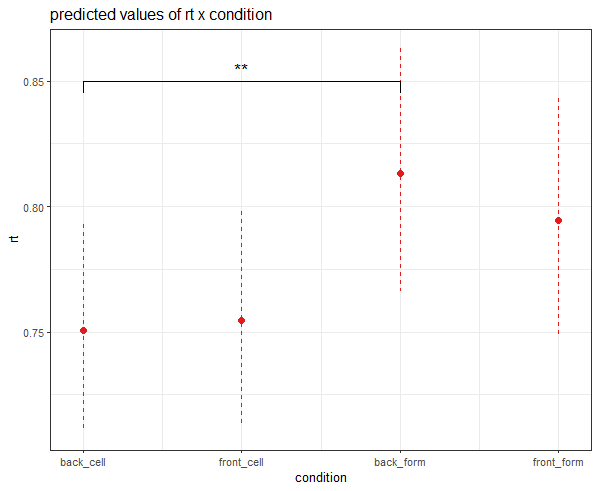 predicted values of rt x condition
**
0.85
0.80
0.75
rt
back_cell
front_cell
back_form
front_form
condition